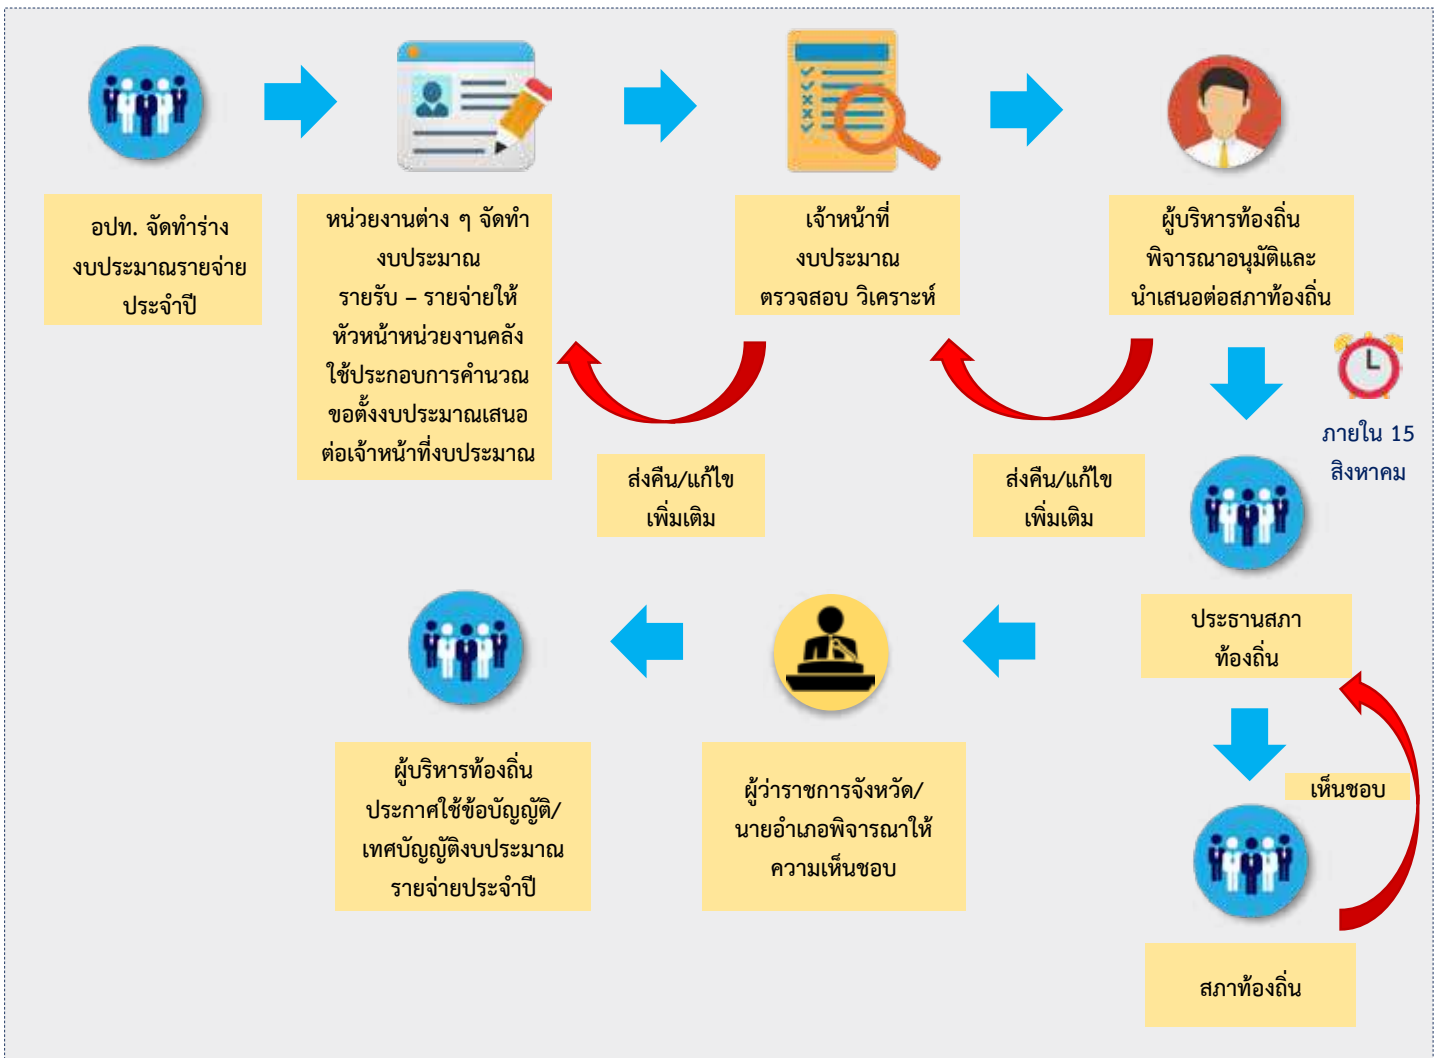 อปท. จัดทำร่าง
งบประมาณรายจ่าย
ประจำปี
หน่วยงานต่าง ๆ จัดทำ
งบประมาณ
รายรับ – รายจ่ายให้
หัวหน้าหน่วยงานคลัง
ใช้ประกอบการคำนวณ
ขอตั้งงบประมาณเสนอ
ต่อเจ้าหน้าที่งบประมาณ
เจ้าหน้าที่
งบประมาณ
ตรวจสอบ วิเคราะห์
ผู้บริหารท้องถิ่น
พิจารณาอนุมัติและ
นำเสนอต่อสภาท้องถิ่น
ส่งคืน/แก้ไข
เพิ่มเติม
ส่งคืน/แก้ไข
เพิ่มเติม
ภายใน 15
สิงหาคม
ประธานสภา
ท้องถิ่น
เห็นชอบ
สภาท้องถิ่น
ผู้ว่าราชการจังหวัด/
นายอำเภอพิจารณาให้
ความเห็นชอบ
ผู้บริหารท้องถิ่น
ประกาศใช้ข้อบัญญัติ/
เทศบัญญัติงบประมาณ
รายจ่ายประจำปี